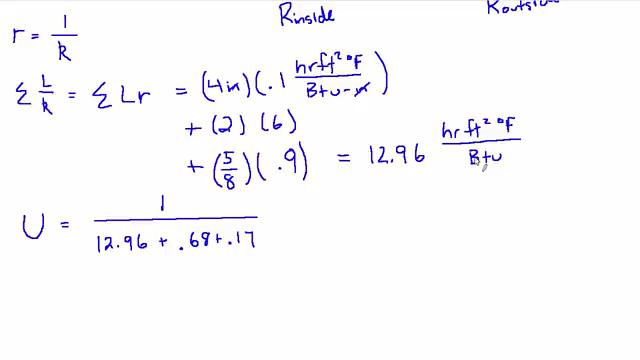 Rinside Routsid
r = 1/k
Σ L/k = Σ Lr = (4in)(.1 hrft²°F/Btu-in)
+ (2)(6)
+ (5/8)(.9) = 12.96 hrft²°F/Btu
U = 1/(12.96 + .68 + .17)